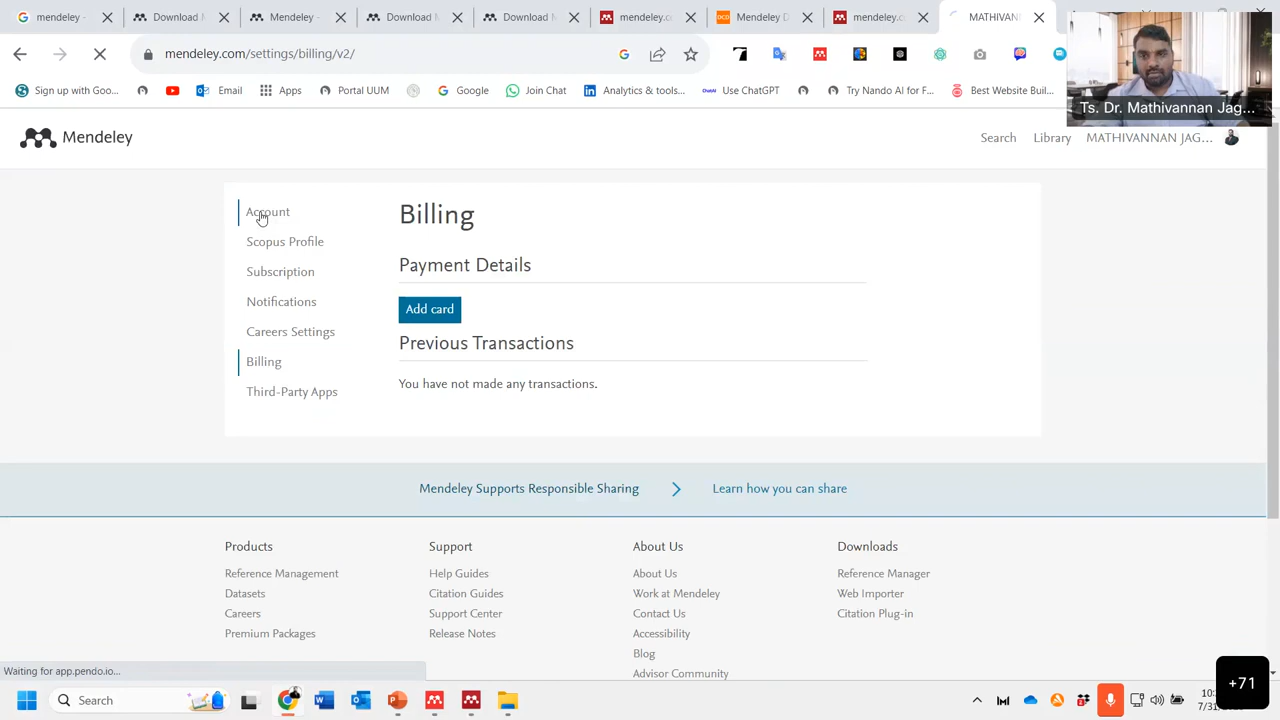 mendeley -
Download M
Mendeley -
Download M
Download M
mendeley.c
Mendeley D
mendeley.c
MATHIVANN
mendeley.com/settings/billing/v2/
Sign up with Goo...
Email
Apps
Portal UUM
Google
Join Chat
Analytics & tools...
ChatAI
Use ChatGPT
Try Nando AI for F...
Best Website Buil...
Ts. Dr. Mathivannan Jag...
Mendeley
Search
Library
MATHIVANNAN JAG...
Account
Scopus Profile
Subscription
Notifications
Careers Settings
Billing
Third-Party Apps
Billing
Payment Details
Add card
Previous Transactions
You have not made any transactions.
Mendeley Supports Responsible Sharing
Learn how you can share
Products
Reference Management
Datasets
Careers
Premium Packages
Support
Help Guides
Citation Guides
Support Center
Release Notes
About Us
About Us
Work at Mendeley
Contact Us
Accessibility
Blog
Advisor Community
Downloads
Reference Manager
Web Importer
Citation Plug-in
Waiting for app.pendo.io...
Search
+71